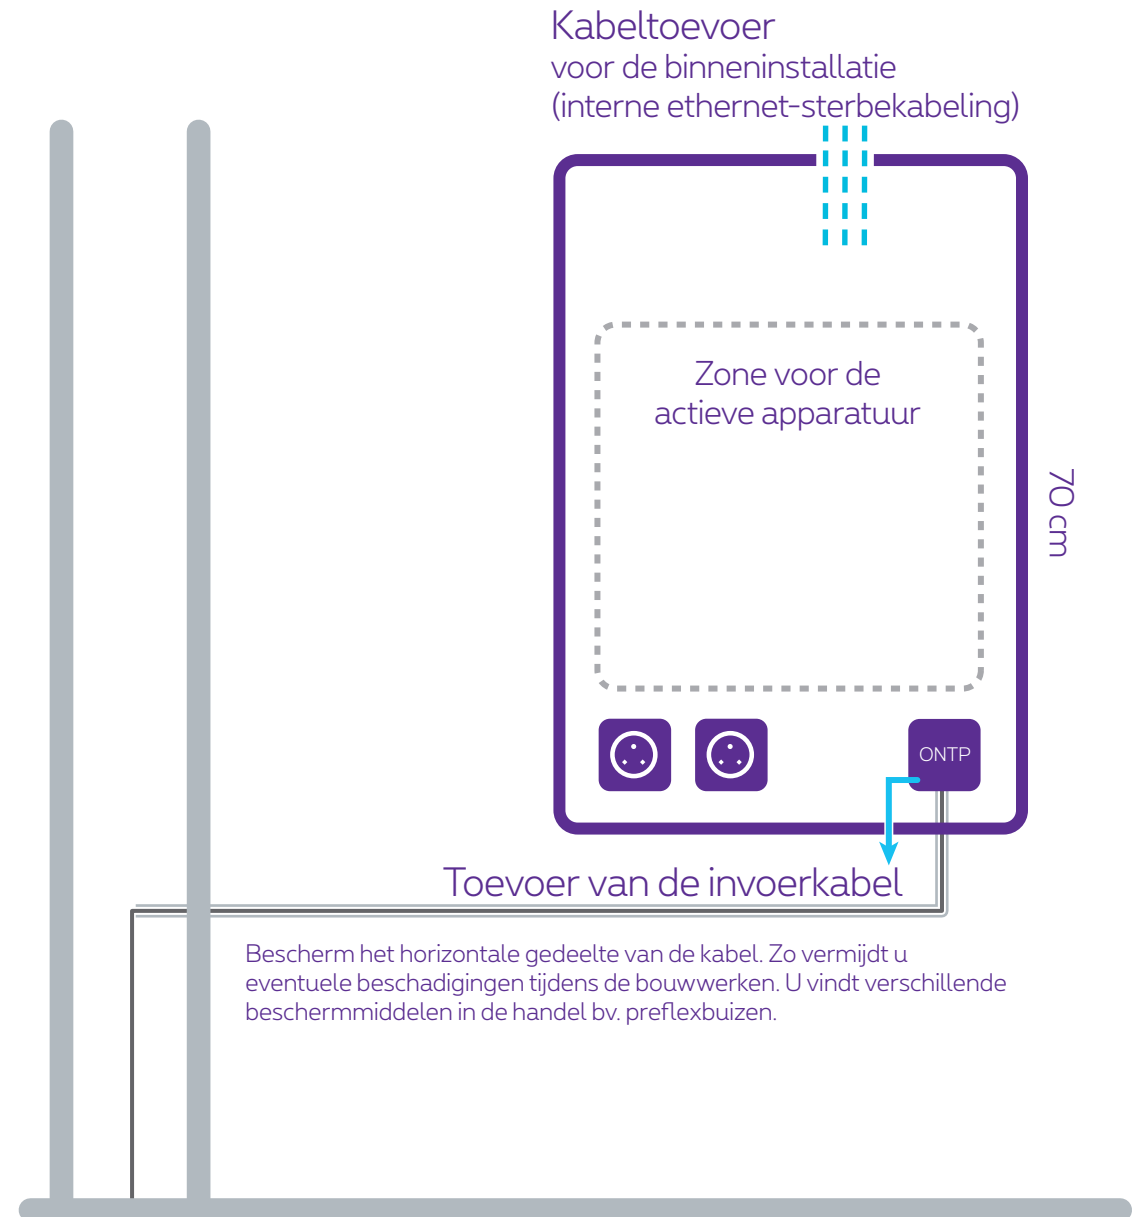 Kabeltoevoer
voor de binneninstallatie
(interne ethernet-sterbekabeling)
Zone voor de
actieve apparatuur
70 cm
ONTP
Toevoer van de invoerkabel
Bescherm het horizontale gedeelte van de kabel. Zo vermijdt u
eventuele beschadigingen tijdens de bouwwerken. U vindt verschillende
beschermmiddelen in de handel bv. preflexbuizen.